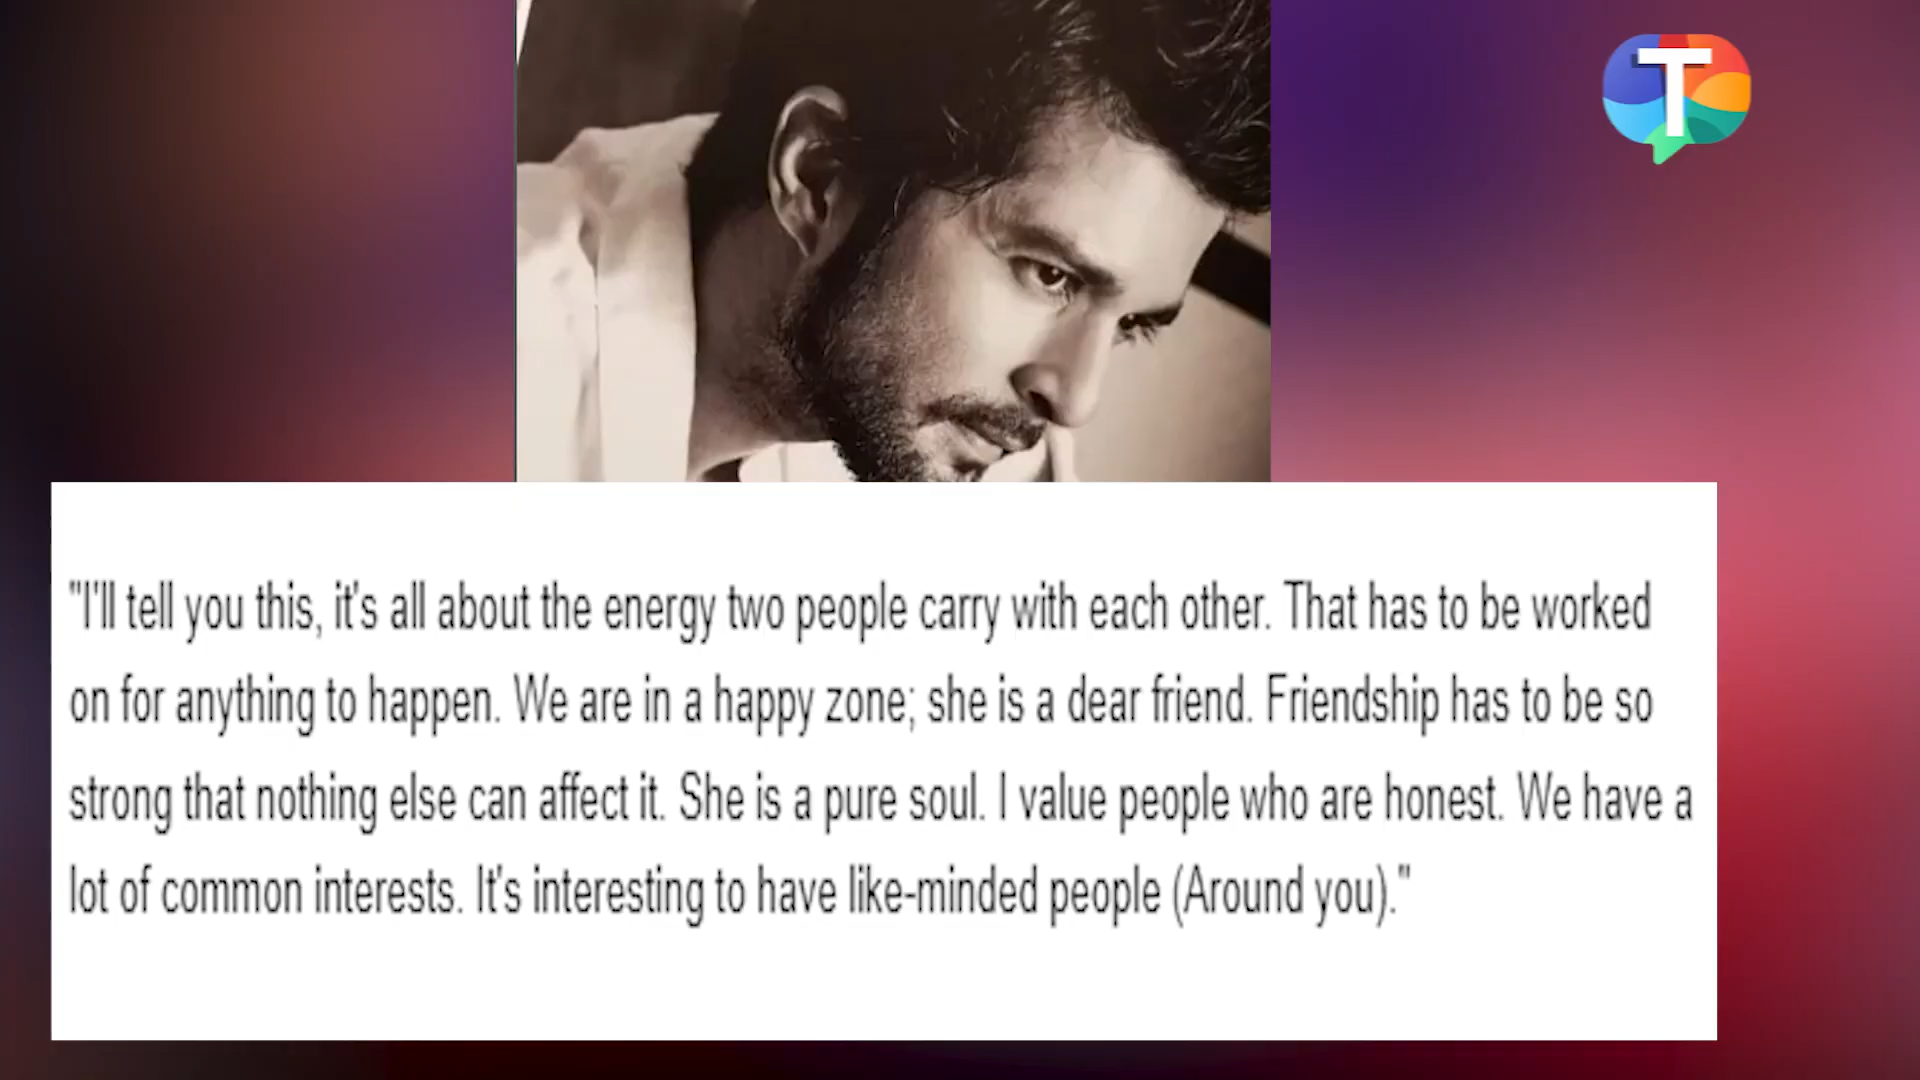 T
"I'll tell you this, it's all about the energy two people carry with each other. That has to be worked
on for anything to happen. We are in a happy zone; she is a dear friend. Friendship has to be so
strong that nothing else can affect it. She is a pure soul. I value people who are honest. We have a
lot of common interests. It's interesting to have like-minded people (Around you)."